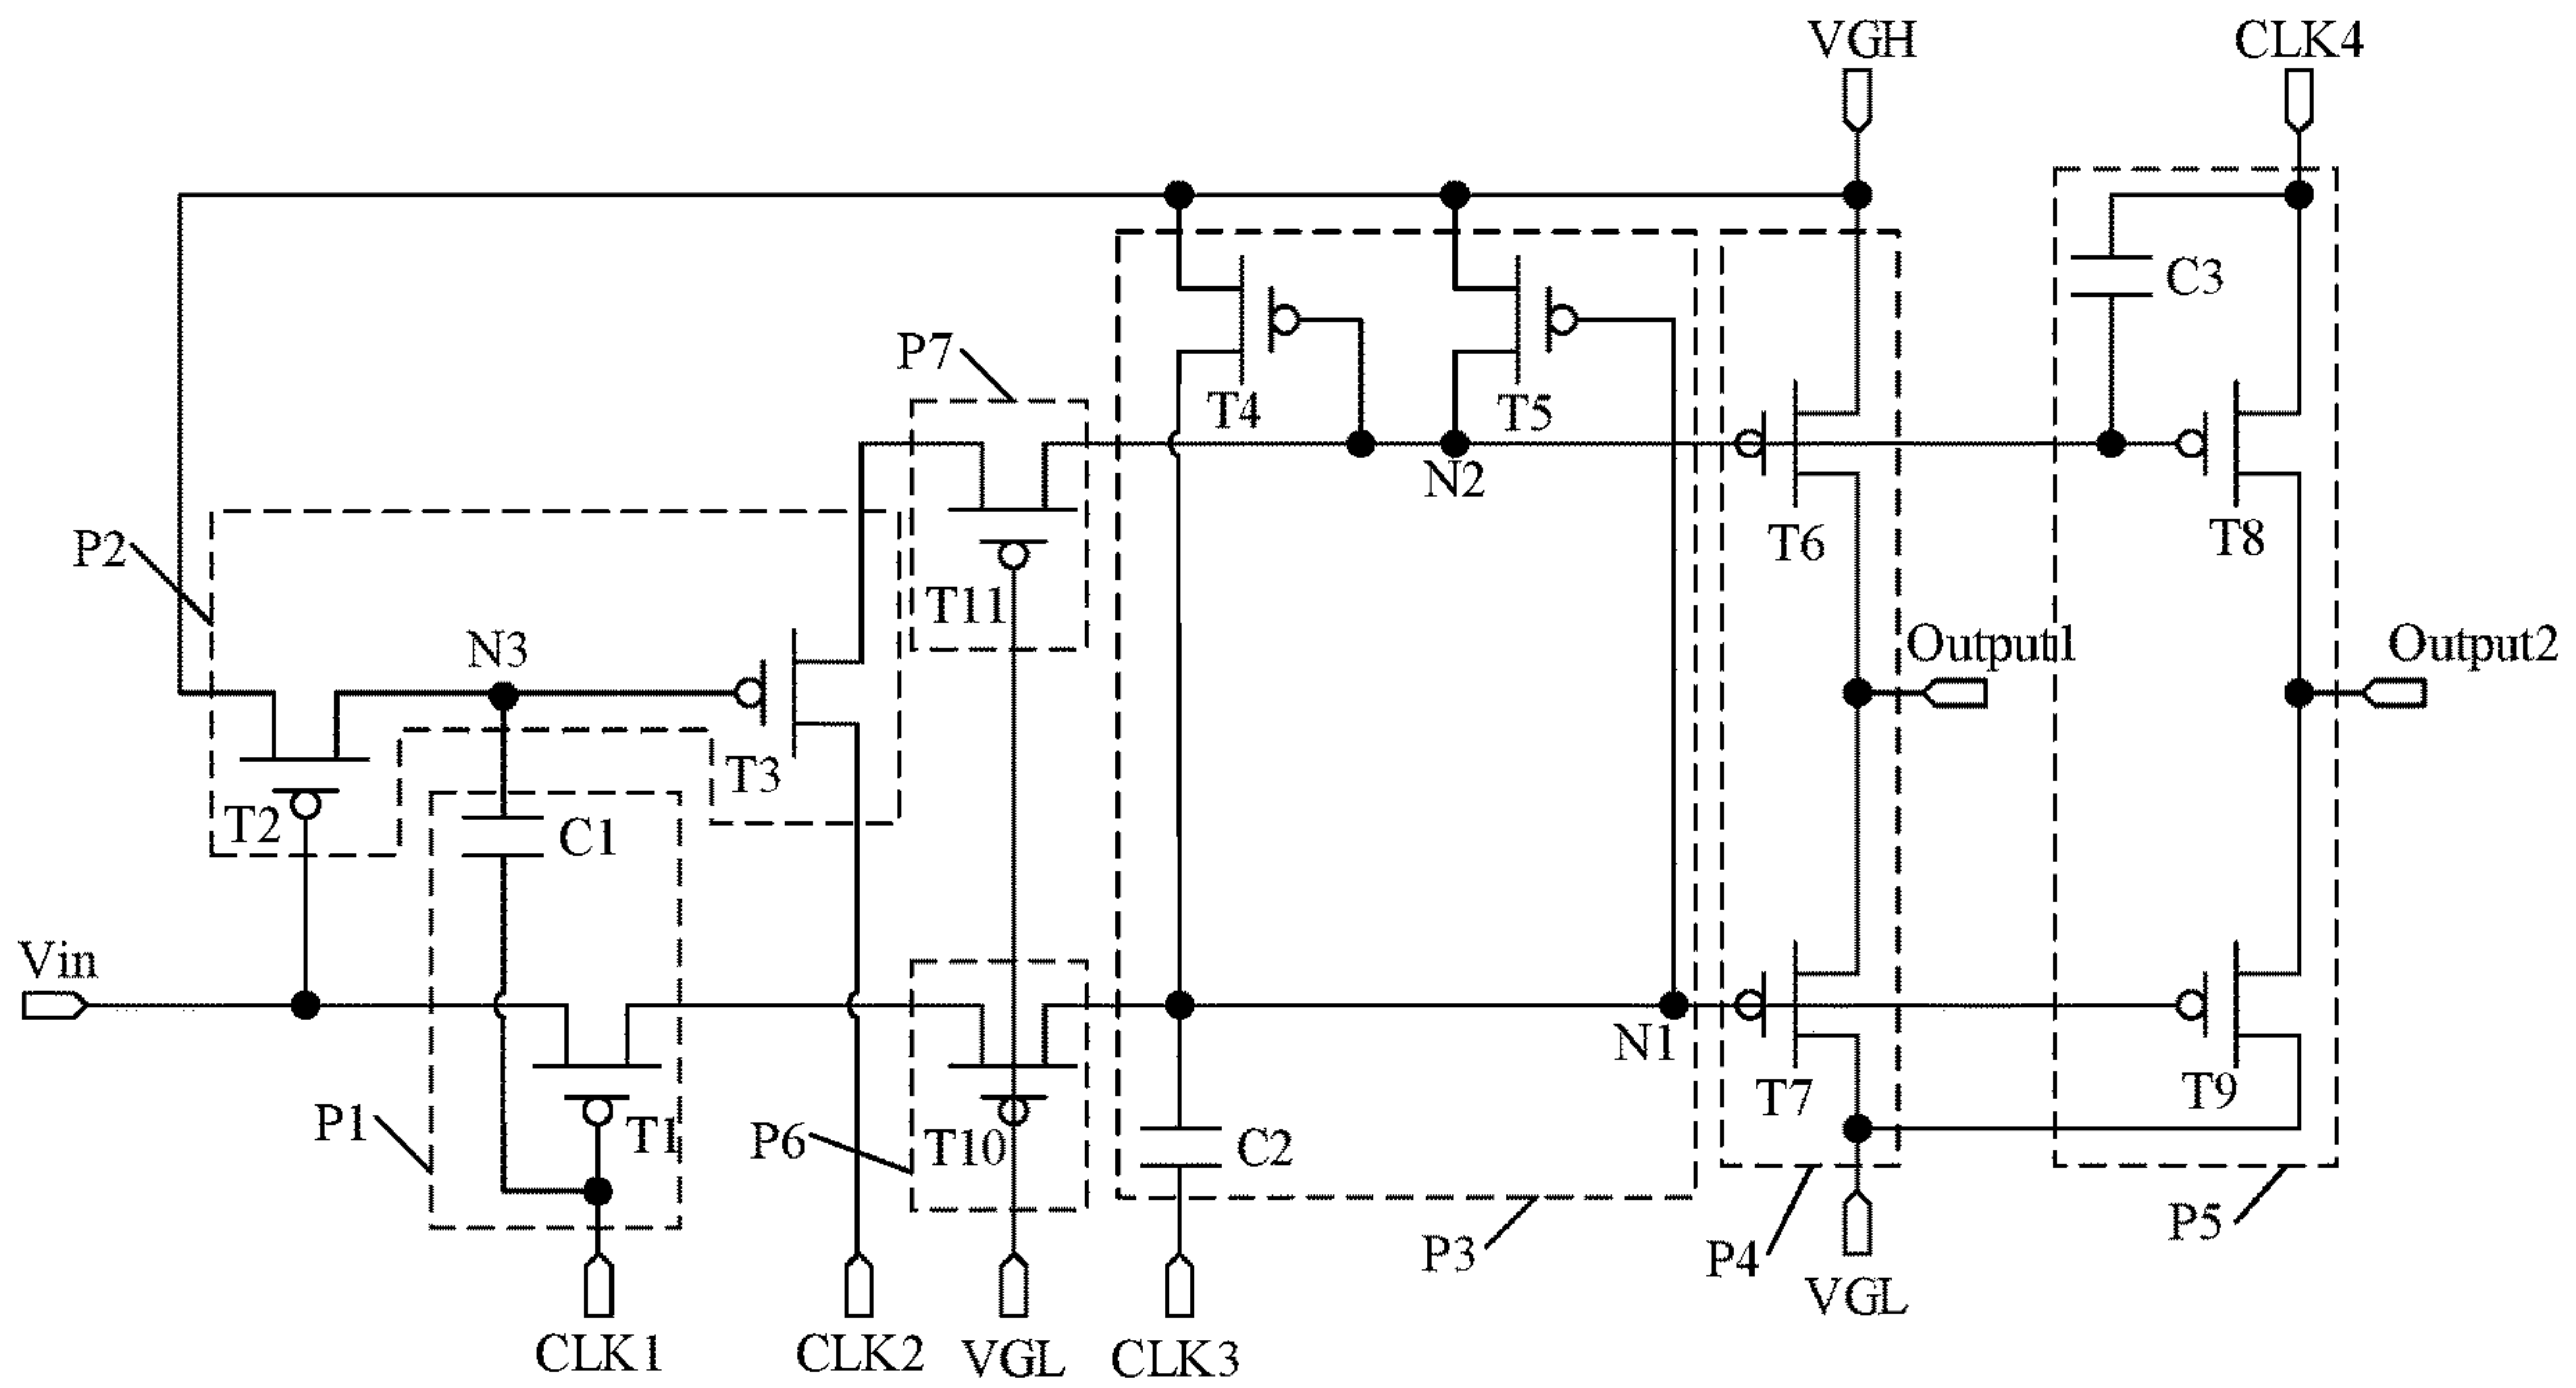 VGH
CLK4
C3
P7
T4
T5
N2
P2
T6
T8
T11
N3
Output1
Output2
T3
T2
C1
Vin
N1
T7
T9
P1
T1
P6
T10
C2
P3
P4
P5
VGL
CLK1
CLK2
VGL
CLK3